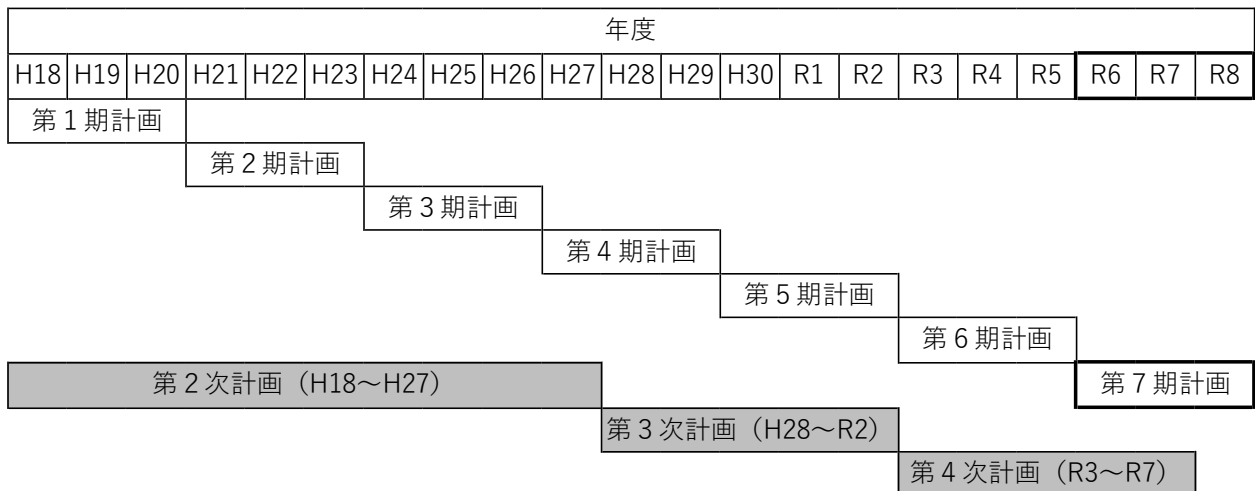 年度
H18 H19 H20 H21 H22 H23 H24 H25 H26 H27 H28 H29 H30 R1 R2 R3 R4 R5 R6 R7 R8
第1期計画
第2期計画
第3期計画
第4期計画
第5期計画
第6期計画
第2次計画（H18～H27） 第7期計画
第3次計画（H28～R2）
第4次計画（R3～R7）